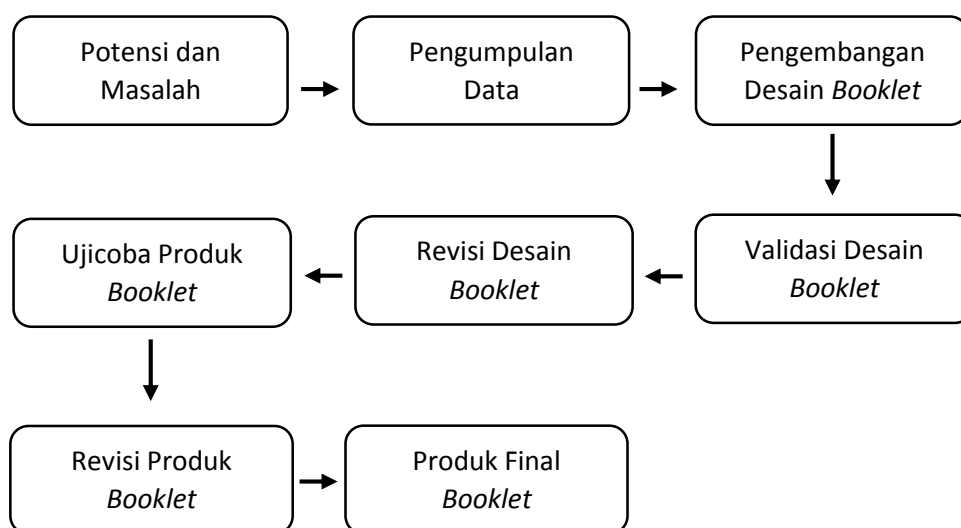 Potensi dan
Masalah
Pengumpulan
Data
Pengembangan
Desain Booklet
Validasi Desain
Booklet
Revisi Desain
Booklet
Ujicoba Produk
Booklet
Revisi Produk
Booklet
Produk Final
Booklet